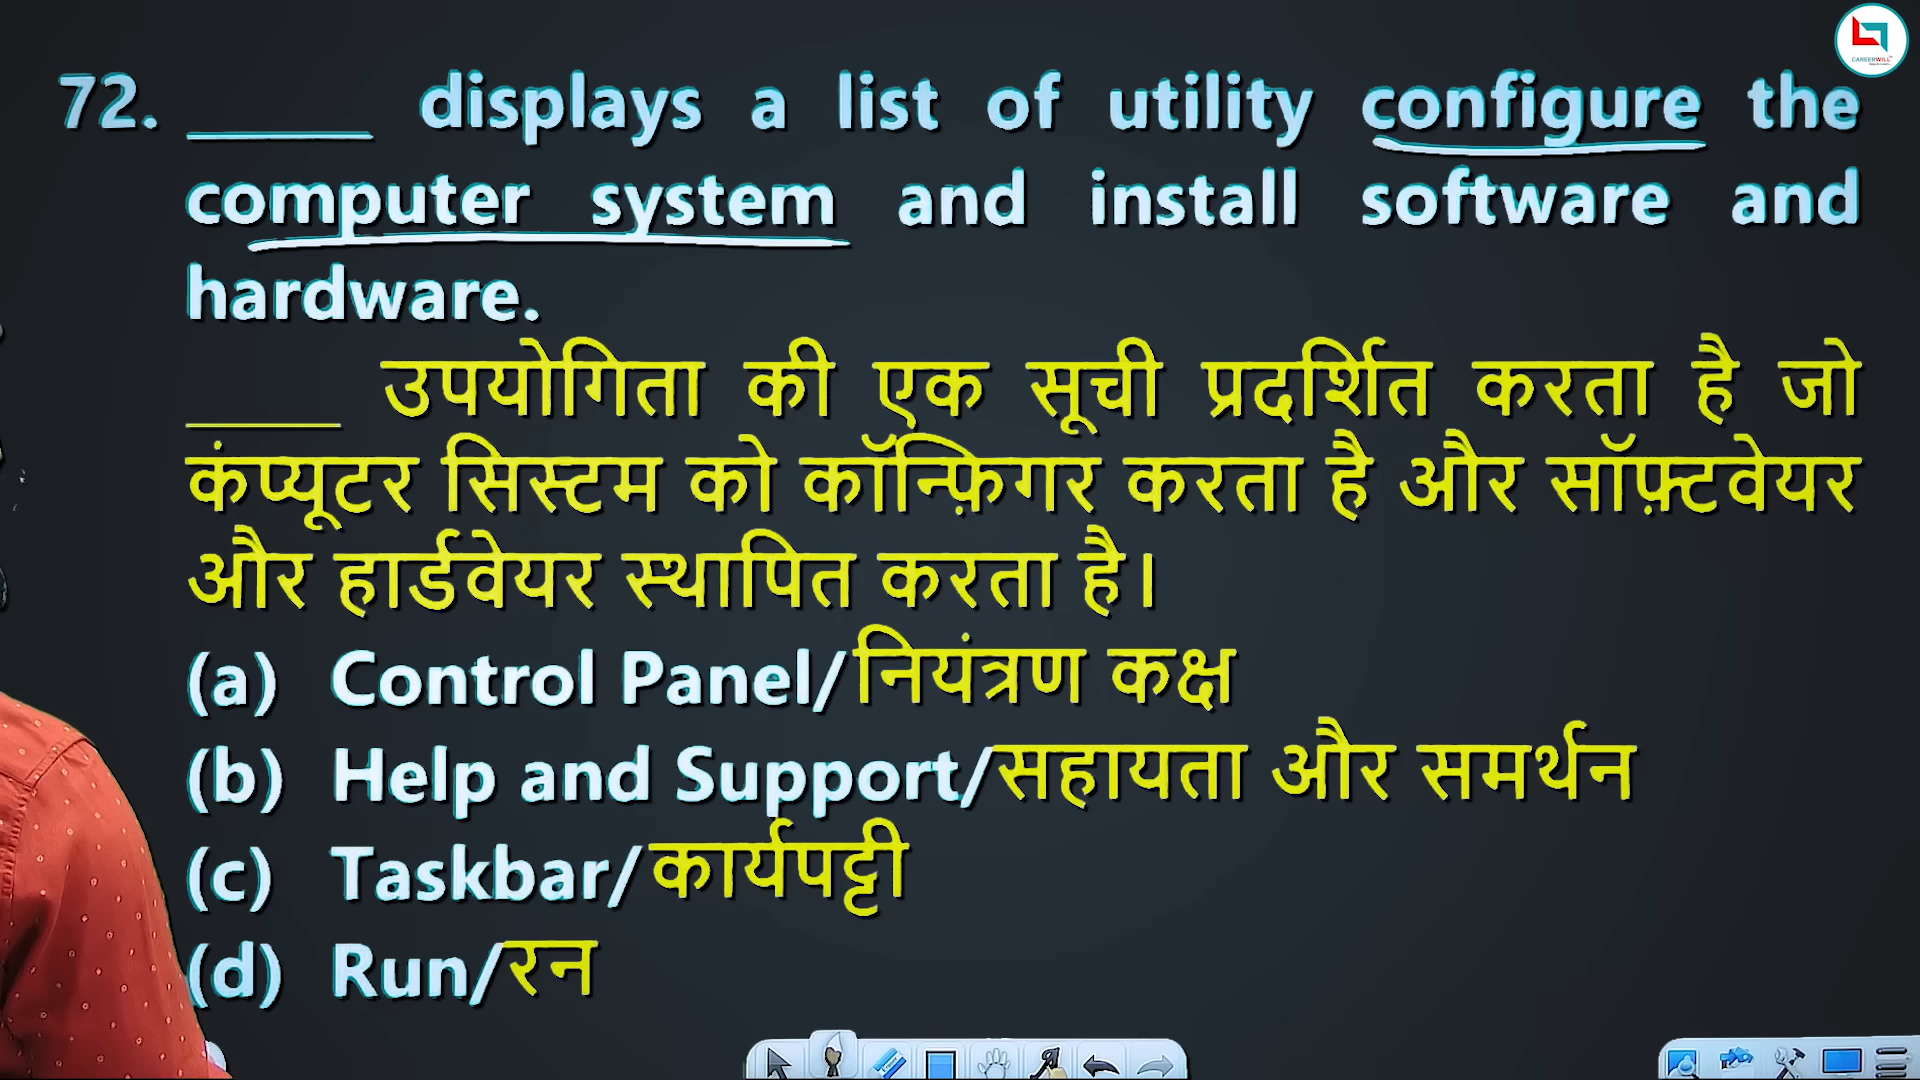 CAREERWILL
72. _____ displays a list of utility configure the
computer system and install software and
hardware.
____ उपयोगिता की एक सूची प्रदर्शित करता है जो
कंप्यूटर सिस्टम को कॉन्फ़िगर करता है और सॉफ़्टवेयर
और हार्डवेयर स्थापित करता है।
(a) Control Panel/नियंत्रण कक्ष
(b) Help and Support/सहायता और समर्थन
(c) Taskbar/कार्यपट्टी
(d) Run/रन